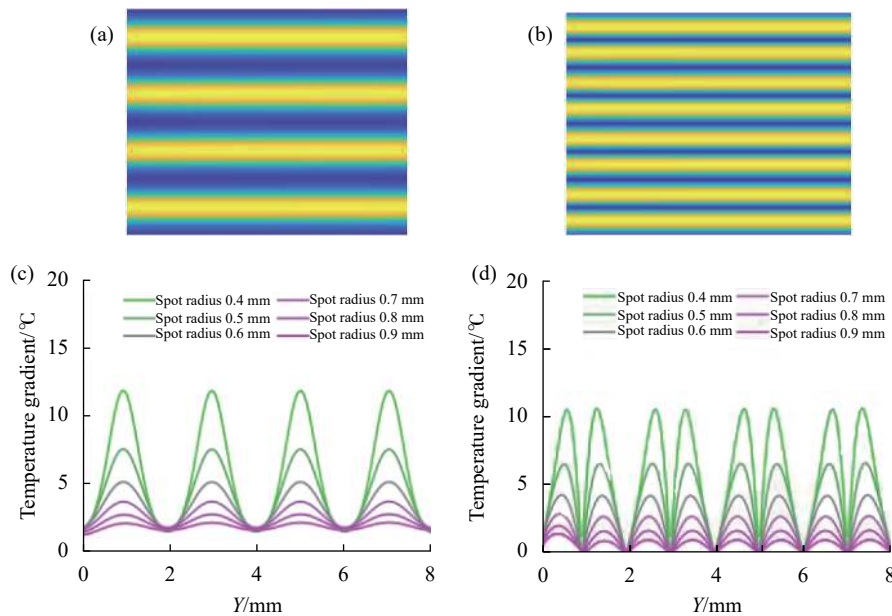 (a)
(b)
(c)
20
15
10
5
0
Temperature gradient/℃
Spot radius 0.4 mm
Spot radius 0.5 mm
Spot radius 0.6 mm
Spot radius 0.7 mm
Spot radius 0.8 mm
Spot radius 0.9 mm
0 2 4 6 8
Y/mm
(d)
20
15
10
5
0
Temperature gradient/℃
Spot radius 0.4 mm
Spot radius 0.5 mm
Spot radius 0.6 mm
Spot radius 0.7 mm
Spot radius 0.8 mm
Spot radius 0.9 mm
0 2 4 6 8
Y/mm